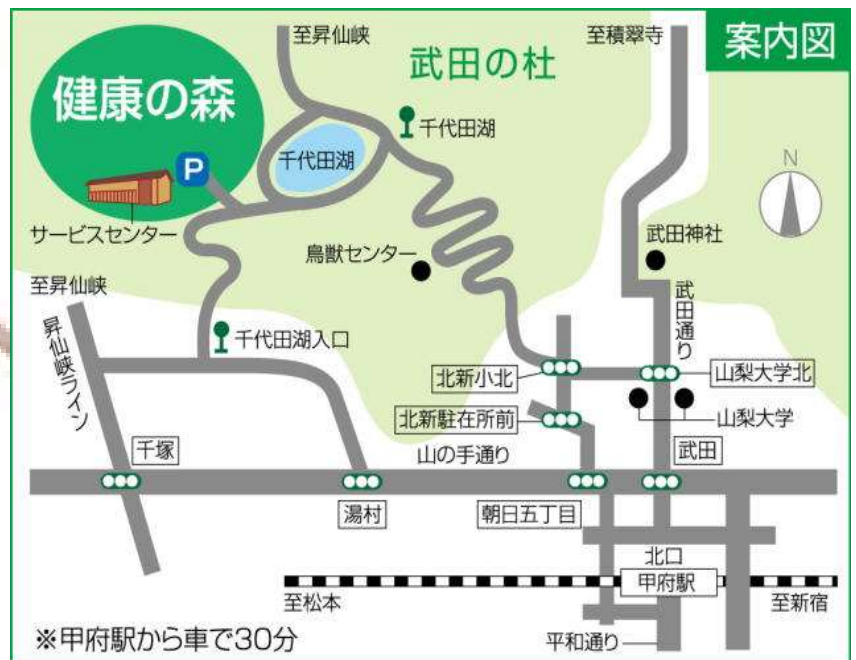 至昇仙峡
至積翠寺
案内図
武田の杜
健康の森
千代田湖
千代田湖
P
N
サービスセンター
鳥獣センター
武田神社
至昇仙峡
武田通り
昇仙峡ライン
千代田湖入口
北新小北
山梨大学北
北新駐在所前
山梨大学
千塚
山の手通り
武田
湯村
朝日五丁目
北口
甲府駅
至松本
至新宿
※甲府駅から車で30分
平和通り